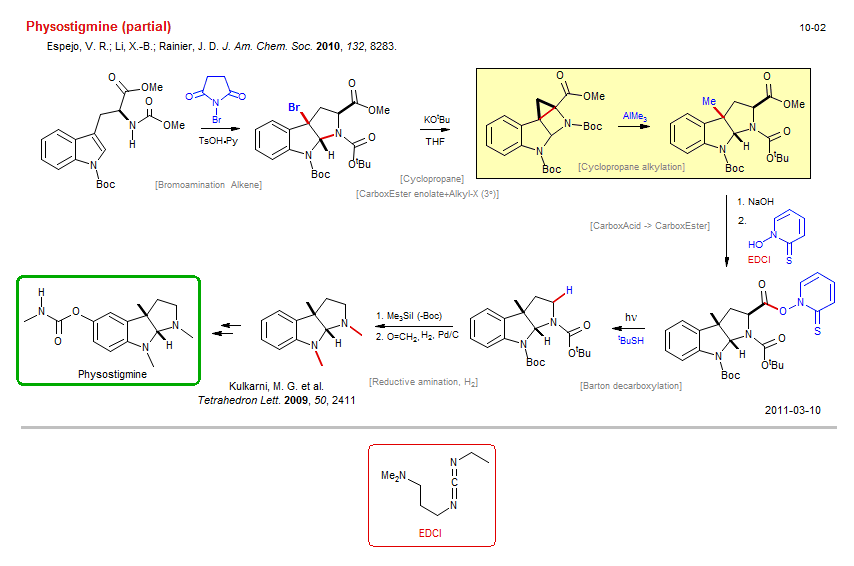 Physostigmine (partial)
10-02
Espejo, V. R.; Li, X.-B.; Rainier, J. D. J. Am. Chem. Soc. 2010, 132, 8283.
O
OMe
O
N
H
OMe
N
Boc
O N O
Br
TsOH•Py
[Bromoamination Alkene]
Br
O
OMe
N
O
OtBu
N
H
Boc
KOtBu
THF
[Cyclopropane]
[CarboxEster enolate+Alkyl-X (3°)]
O
OMe
N
Boc
N
Boc
AlMe3
[Cyclopropane alkylation]
Me
O
OMe
N
O
OtBu
N
H
Boc
1. NaOH
2.
HO
N
S
EDCI
[CarboxAcid -> CarboxEster]
O
O
N
S
N
O
OtBu
N
H
Boc
hν
tBuSH
[Barton decarboxylation]
H
N
O
OtBu
N
H
Boc
1. Me3SiI (-Boc)
2. O=CH2, H2, Pd/C
[Reductive amination, H2]
N
N
H
Kulkarni, M. G. et al.
Tetrahedron Lett. 2009, 50, 2411
H
N
O
O
N
N
H
Physostigmine
2011-03-10
Me2N
N
C
N
EDCI